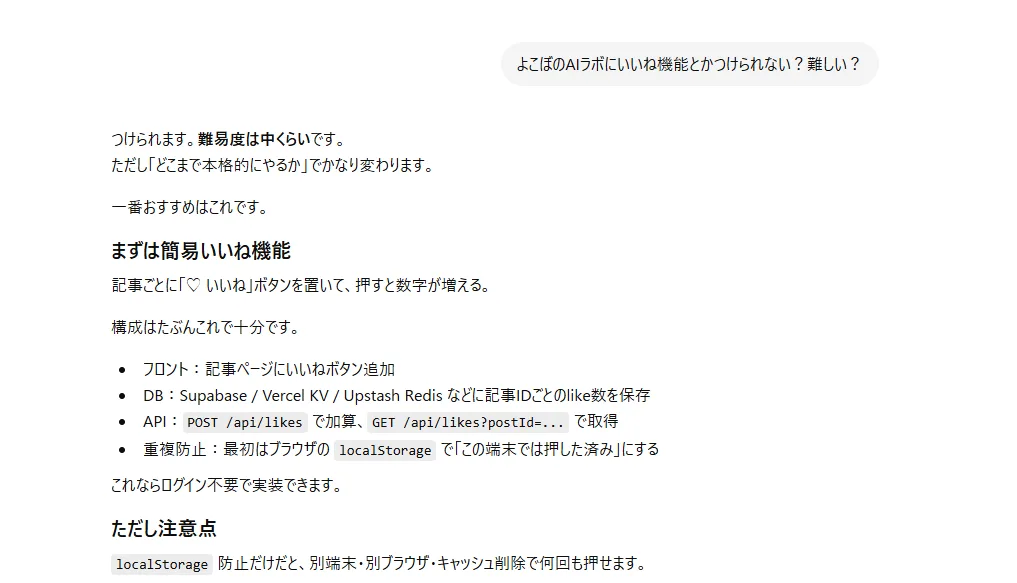 よこぽのAIラボにいいね機能とかつけられない？難しい？
つけられます。難易度は中くらいです。
ただし「どこまで本格的にやるか」でかなり変わります。
一番おすすめはこれです。
まずは簡易いいね機能
記事ごとに「♡ いいね」ボタンを置いて、押すと数字が増える。
構成はたぶんこれで十分です。
• フロント：記事ページにいいねボタン追加
• DB：Supabase / Vercel KV / Upstash Redis などに記事IDごとのlike数を保存
• API： POST /api/likes で加算、 GET /api/likes?postId=... で取得
• 重複防止：最初はブラウザの localStorage で「この端末では押した済み」にする
これならログイン不要で実装できます。
ただし注意点
localStorage 防止だけだと、別端末・別ブラウザ・キャッシュ削除で何回も押せます。